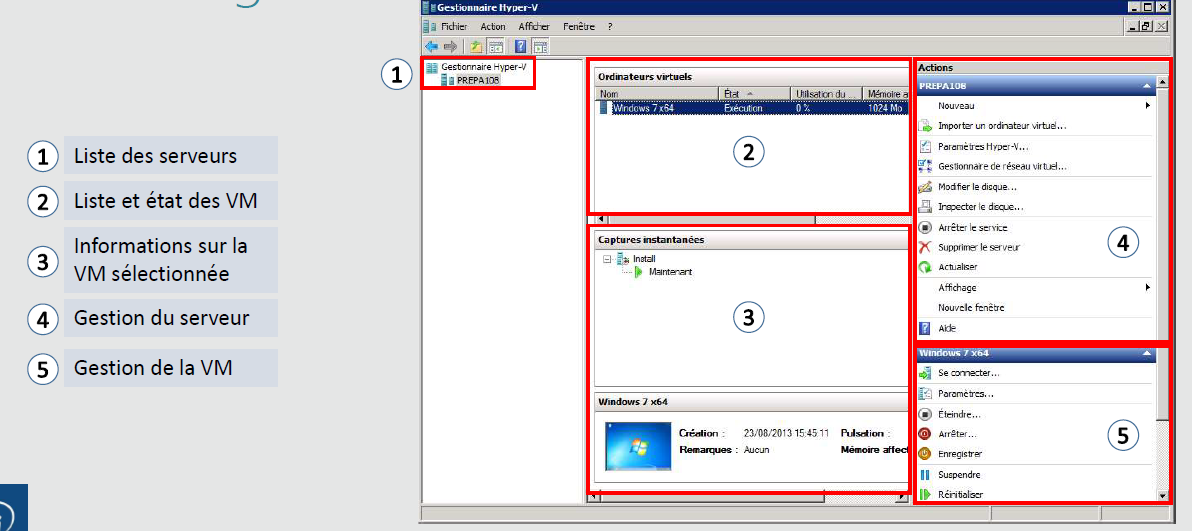 Gestionnaire Hyper-V
Fichier Action Afficher Fenêtre ?
1
Gestionnaire Hyper-V
PREPA108
1 Liste des serveurs
2 Liste et état des VM
3 Informations sur la
VM sélectionnée
4 Gestion du serveur
5 Gestion de la VM
Ordinateurs virtuels
Nom État Utilisation du ... Mémoire a
Windows 7 x64 Exécution 0 % 1024 Mo
2
Captures instantanées
Install
Maintenant
3
Windows 7 x64
Création : 23/08/2013 15:45:11 Pulsation :
Remarques : Aucun Mémoire affect
Actions
PREPA108
Nouveau
Importer un ordinateur virtuel...
Paramètres Hyper-V...
Gestionnaire de réseau virtuel...
Modifier le disque...
Inspecter le disque...
Arrêter le service
Supprimer le serveur
Actualiser
Affichage
Nouvelle fenêtre
Aide
4
Windows 7 x64
Se connecter...
Paramètres...
Éteindre...
Arrêter...
Enregistrer
Suspendre
Réinitialiser
5